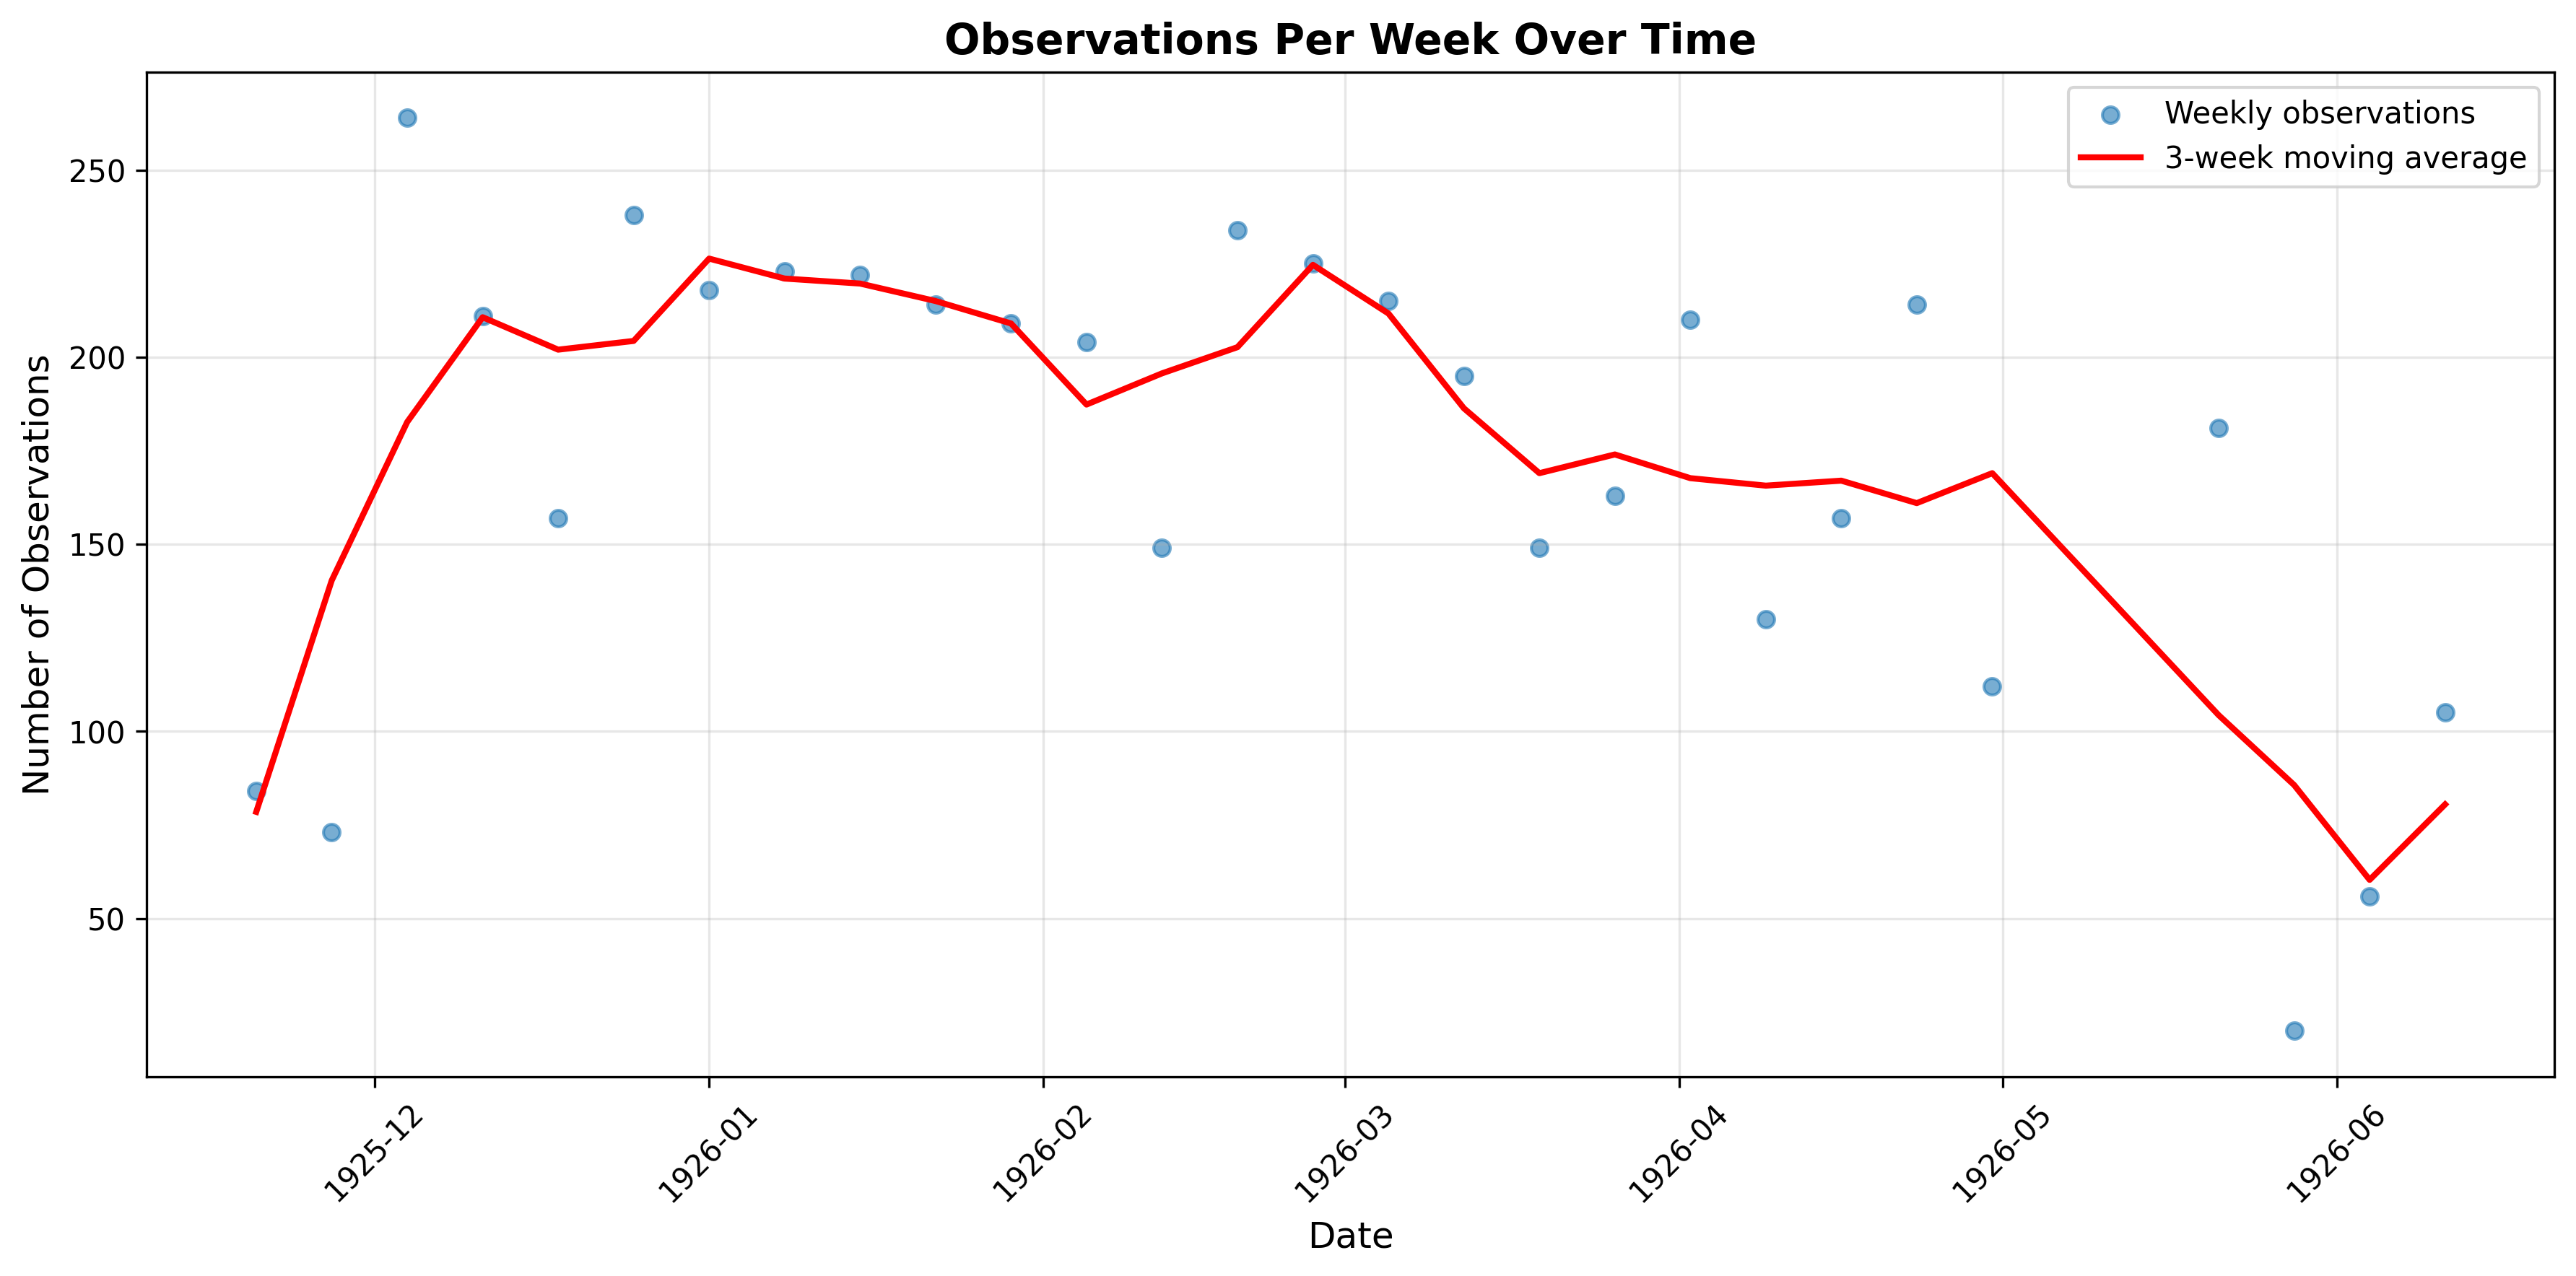 Observations Per Week Over Time
Weekly observations
3-week moving average
Number of Observations
250
200
150
100
50
1925-12
1926-01
1926-02
1926-03
1926-04
1926-05
1926-06
Date